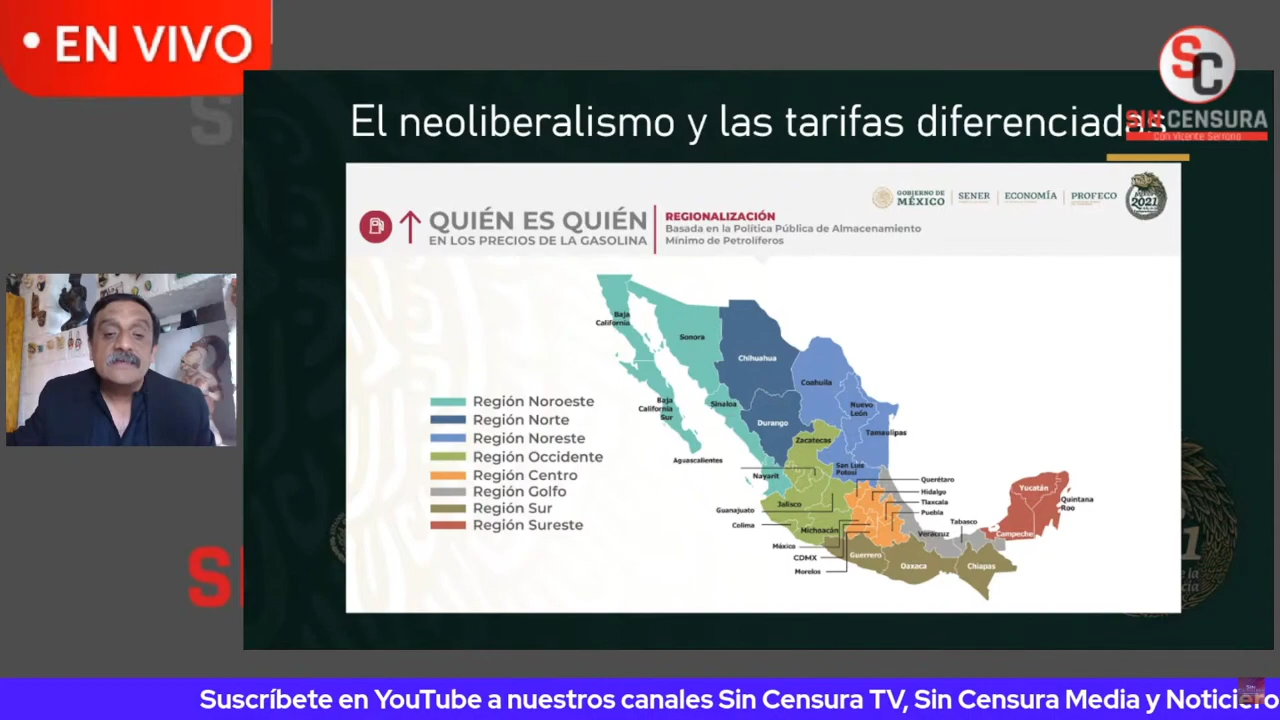 • EN VIVO
SC
SIN CENSURA
Con Vicente Serrano
El neoliberalismo y las tarifas diferenciadas
QUIÉN ES QUIÉN
EN LOS PRECIOS DE LA GASOLINA
REGIONALIZACIÓN
Basada en la Política Pública de Almacenamiento
Mínimo de Petrolíferos
GOBIERNO DE
MÉXICO
SENER
ECONOMÍA
PROFECO
2021
Baja
California
Sonora
Chihuahua
Coahuila
Baja
California
Sur
Sinaloa
Durango
Nuevo
León
Tamaulipas
Zacatecas
Aguascalientes
Nayarit
San Luis
Potosí
Querétaro
Hidalgo
Tlaxcala
Puebla
Jalisco
Guanajuato
Colima
Michoacán
México
CDMX
Morelos
Guerrero
Oaxaca
Veracruz
Tabasco
Chiapas
Campeche
Yucatán
Quintana
Roo
Región Noroeste
Región Norte
Región Noreste
Región Occidente
Región Centro
Región Golfo
Región Sur
Región Sureste
S
S
Suscríbete en YouTube a nuestros canales Sin Censura TV, Sin Censura Media y Noticiero